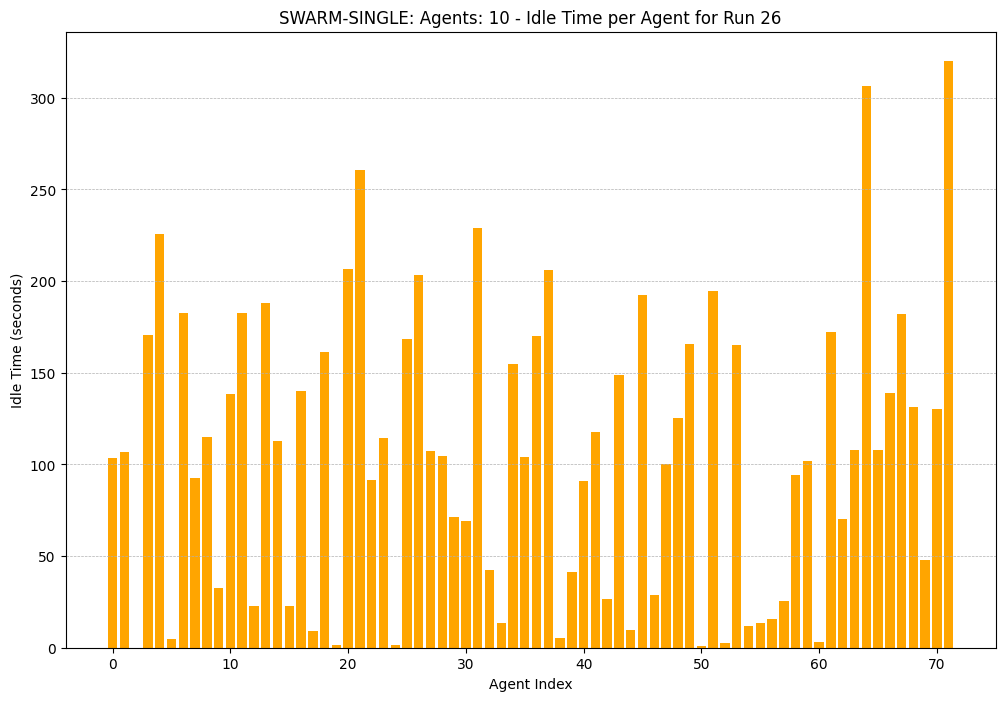 SWARM-SINGLE: Agents: 10 - Idle Time per Agent for Run 26
300
250
200
150
100
50
0
Idle Time (seconds)
0 10 20 30 40 50 60 70
Agent Index